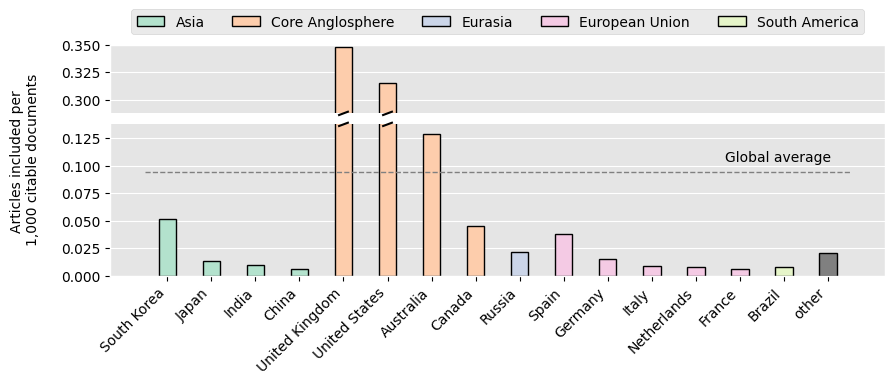 Asia Core Anglosphere Eurasia European Union South America
Articles included per
1,000 citable documents
0.350
0.325
0.300
0.125
0.100
0.075
0.050
0.025
0.000
Global average
South Korea
Japan
India
China
United Kingdom
United States
Australia
Canada
Russia
Spain
Germany
Italy
Netherlands
France
Brazil
other